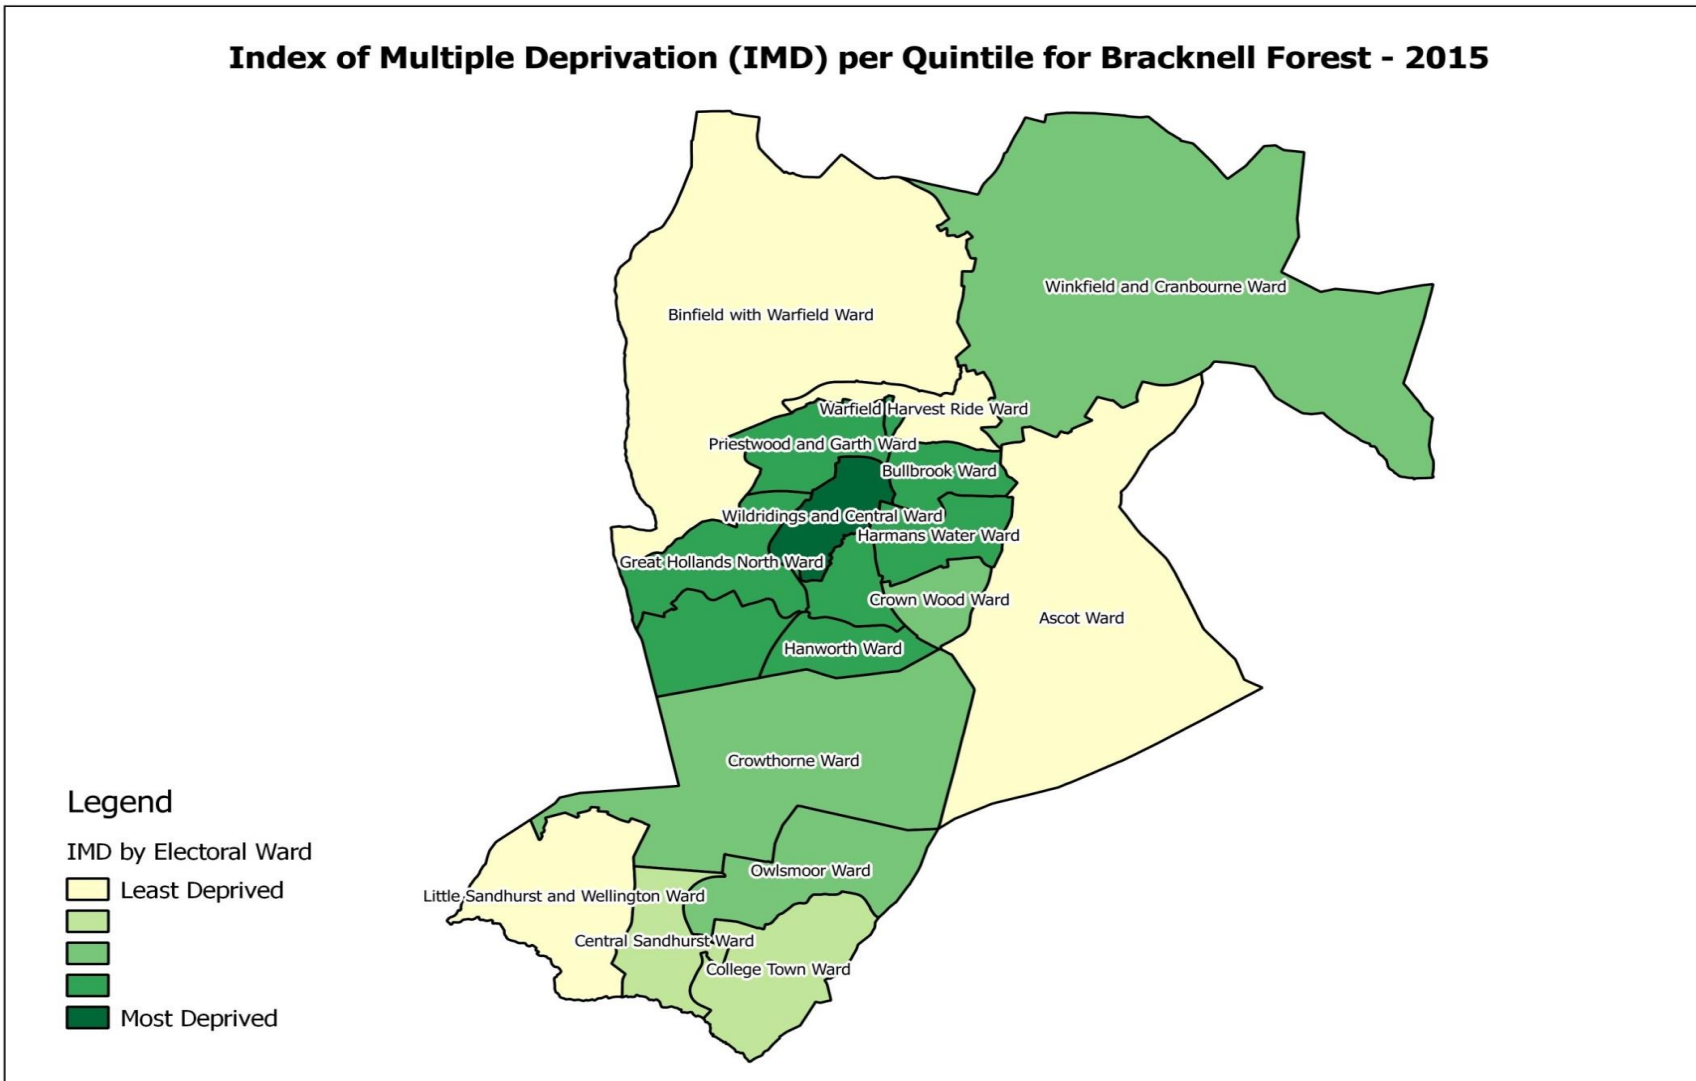 Index of Multiple Deprivation (IMD) per Quintile for Bracknell Forest - 2015
Winkfield and Cranbourne Ward
Binfield with Warfield Ward
Warfield Harvest Ride Ward
Priestwood and Garth Ward
Bullbrook Ward
Wildridings and Central Ward
Harmans Water Ward
Great Hollands North Ward
Crown Wood Ward
Ascot Ward
Hanworth Ward
Crowthorne Ward
Owlsmoor Ward
Little Sandhurst and Wellington Ward
Central Sandhurst Ward
College Town Ward
Legend
IMD by Electoral Ward
Least Deprived
Most Deprived